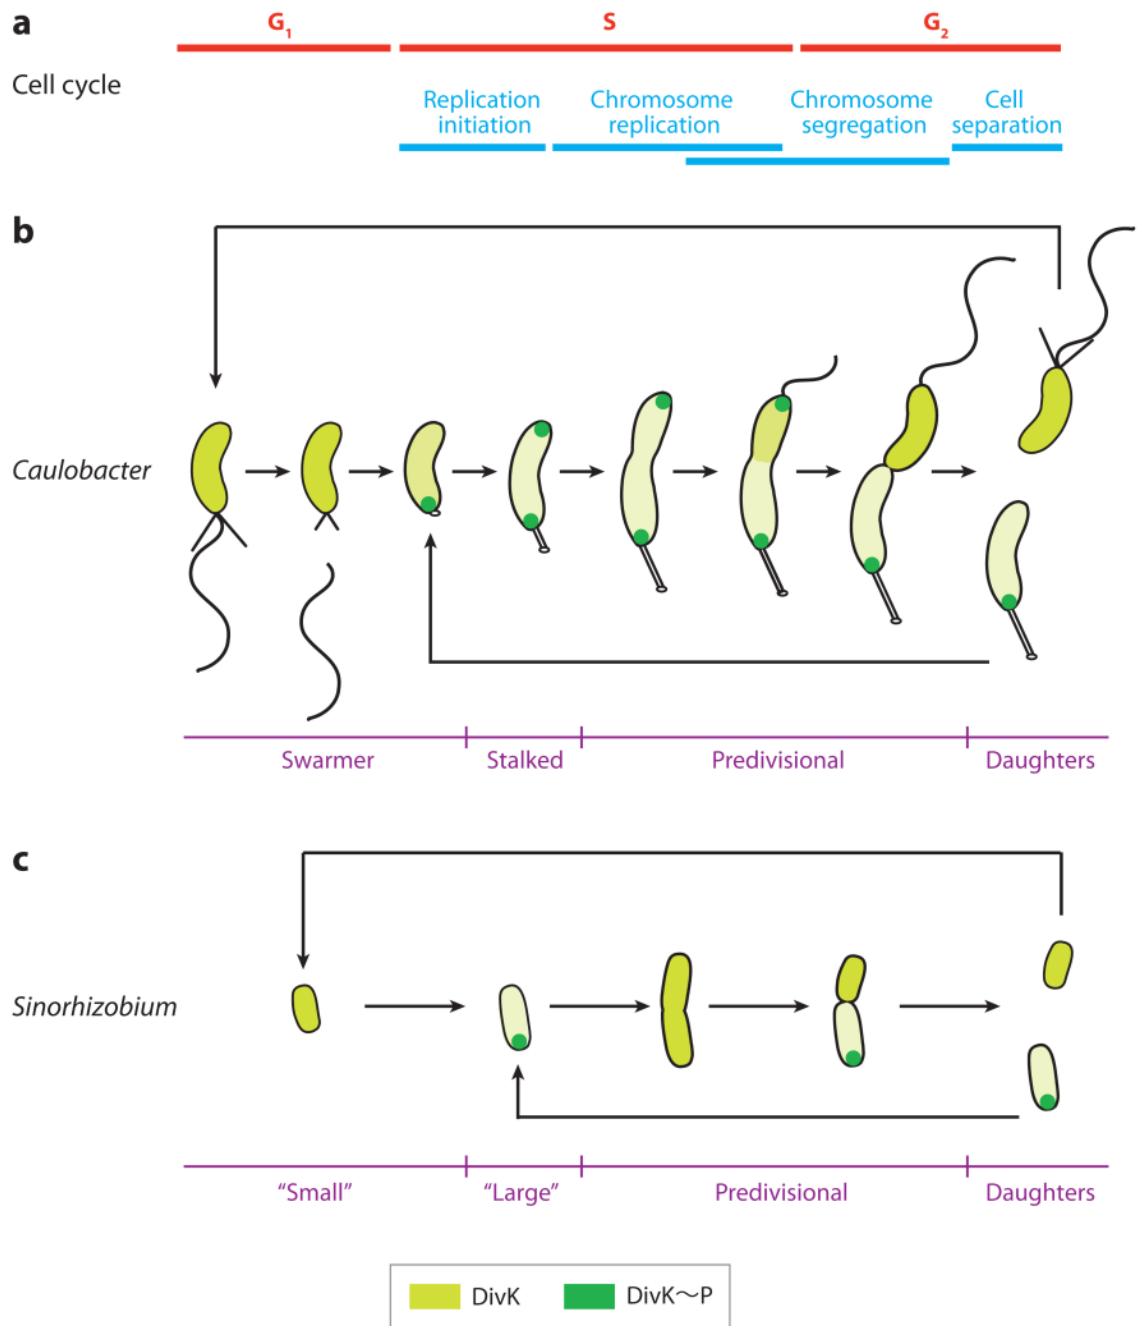 a
G₁ S G₂
Cell cycle
Replication initiation
Chromosome replication
Chromosome segregation
Cell separation
b
Caulobacter
Swarmer Stalked Predivisional Daughters
c
Sinorhizobium
“Small” “Large” Predivisional Daughters
DivK DivK~P